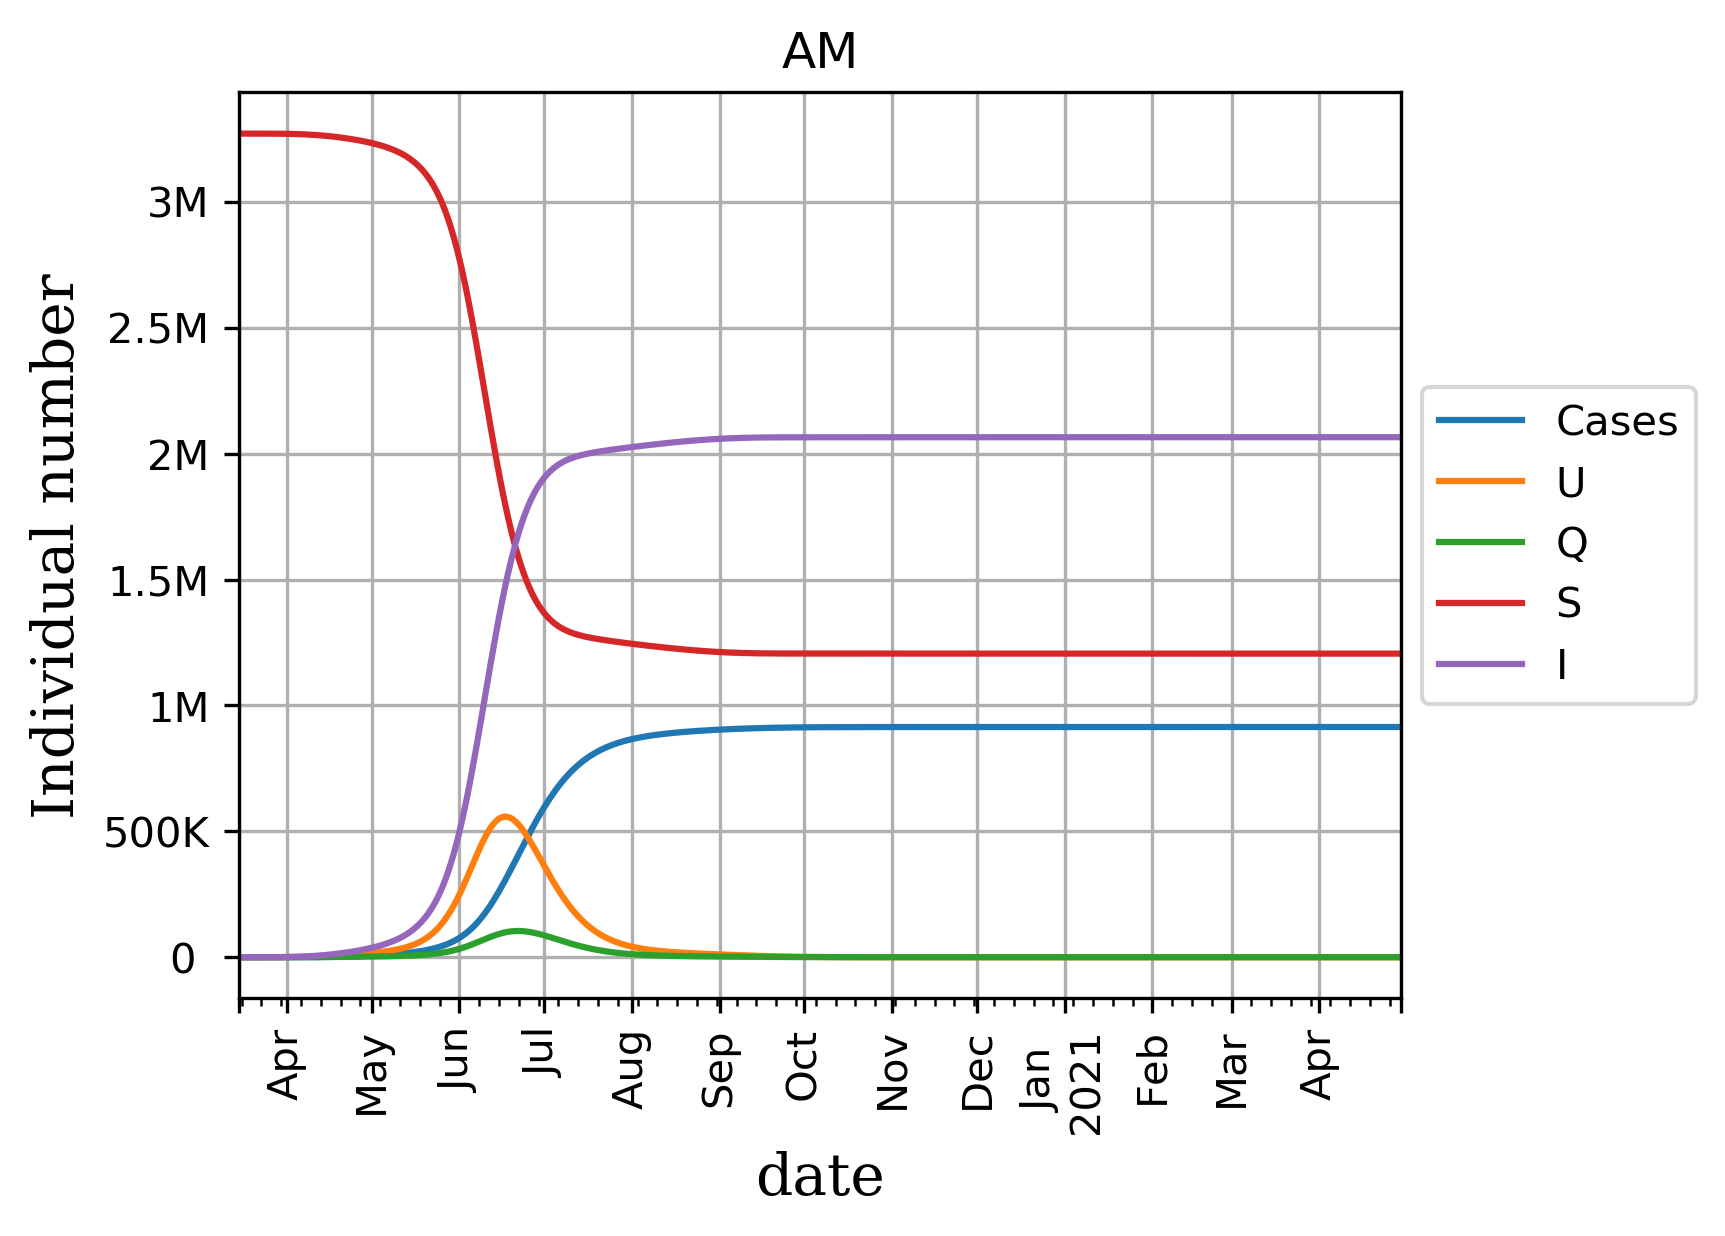 AM
Individual number
3M
2.5M
2M
1.5M
1M
500K
0
Apr
May
Jun
Jul
Aug
Sep
Oct
Nov
Dec
Jan
2021
Feb
Mar
Apr
date
Cases
U
Q
S
I